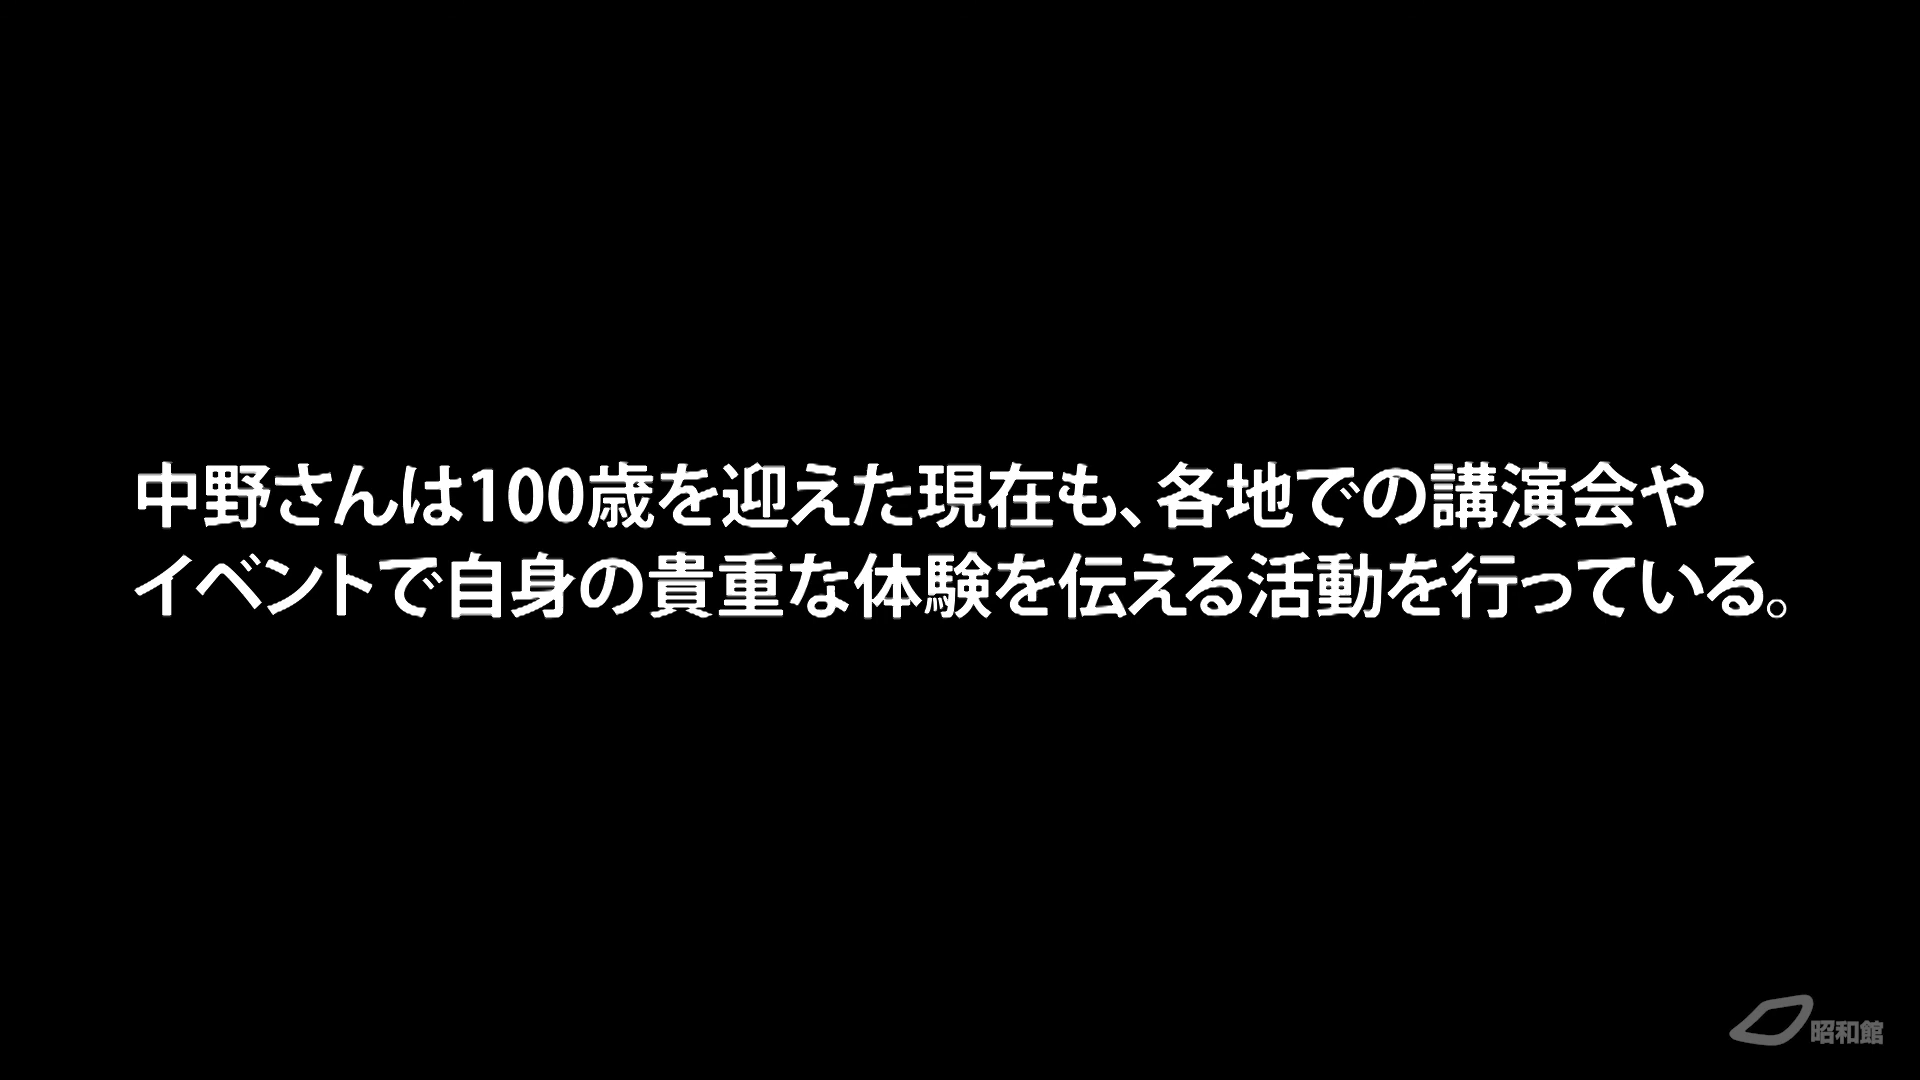 中野さんは100歳を迎えた現在も、各地での講演会や
イベントで自身の貴重な体験を伝える活動を行っている。
昭和館